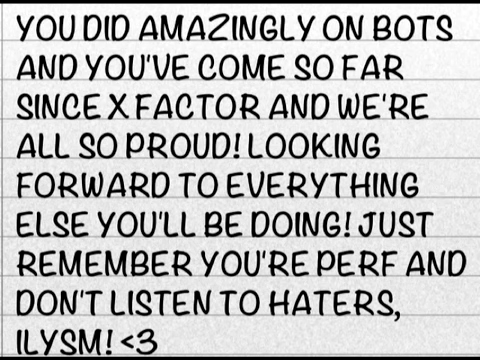 YOU DID AMAZINGLY ON BOTS
AND YOU'VE COME SO FAR
SINCE X FACTOR AND WE'RE
ALL SO PROUD! LOOKING
FORWARD TO EVERYTHING
ELSE YOU'LL BE DOING! JUST
REMEMBER YOU'RE PERF AND
DON'T LISTEN TO HATERS,
ILYSM! <3